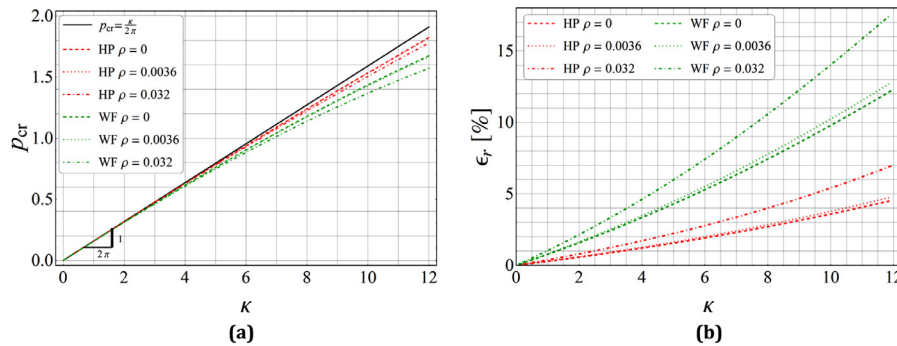 2.0
1.5
1.0
0.5
0.0
p_cr
p_cr = κ/2π
HP ρ = 0
HP ρ = 0.0036
HP ρ = 0.032
WF ρ = 0
WF ρ = 0.0036
WF ρ = 0.032
1
2π
0 2 4 6 8 10 12
κ
(a)
15
10
5
0
ϵ_r [%]
HP ρ = 0 WF ρ = 0
HP ρ = 0.0036 WF ρ = 0.0036
HP ρ = 0.032 WF ρ = 0.032
0 2 4 6 8 10 12
κ
(b)